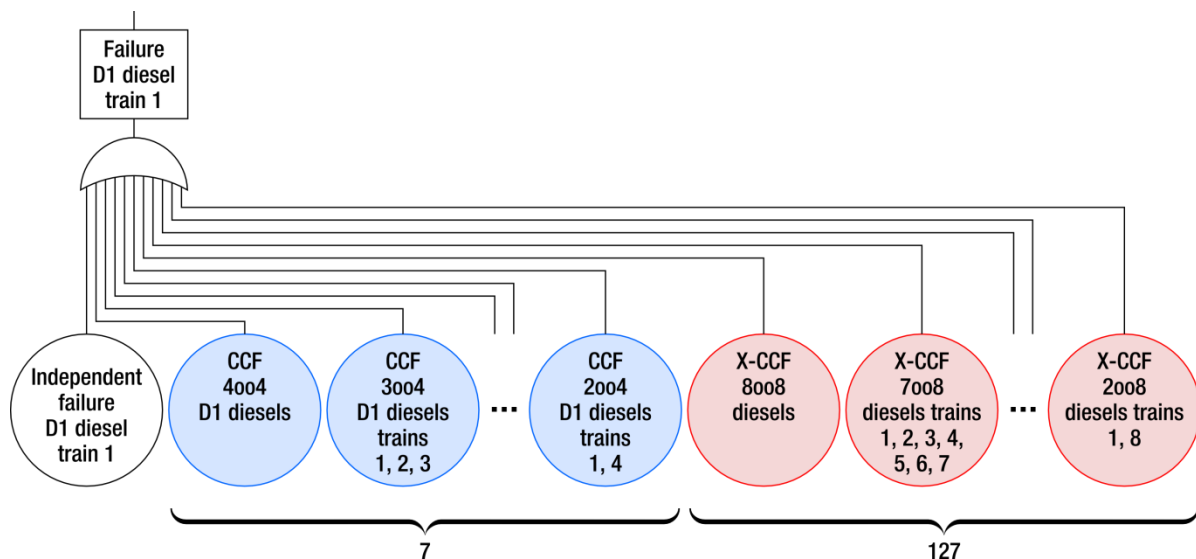 Failure
D1 diesel
train 1
Independent
failure
D1 diesel
train 1
CCF
4oo4
D1 diesels
CCF
3oo4
D1 diesels
trains
1, 2, 3
...
CCF
2oo4
D1 diesels
trains
1, 4
X-CCF
8oo8
diesels
X-CCF
7oo8
diesels trains
1, 2, 3, 4,
5, 6, 7
...
X-CCF
2oo8
diesels trains
1, 8
7
127